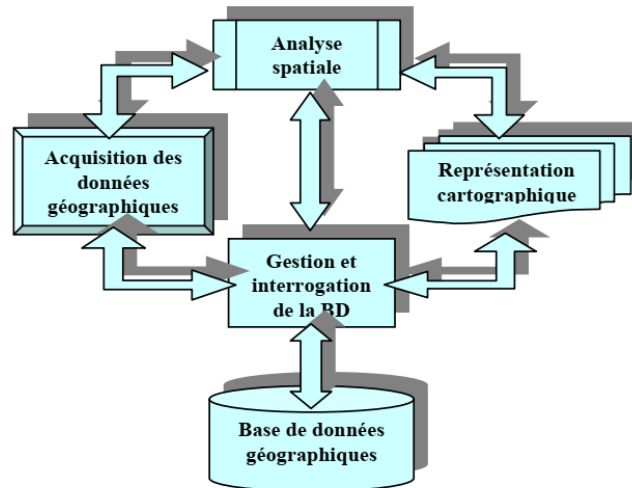 Analyse
spatiale
Acquisition des
données
géographiques
Représentation
cartographique
Gestion et
interrogation
de la BD
Base de données
géographiques